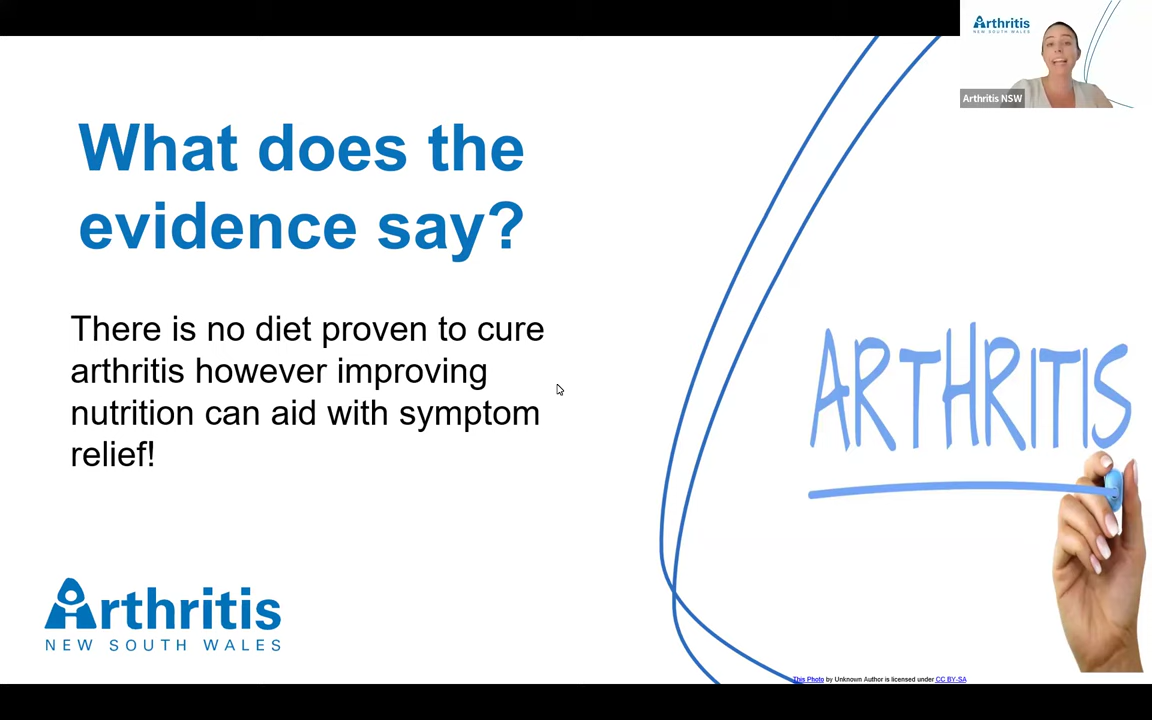 Arthritis
NEW SOUTH WALES
Arthritis NSW
What does the
evidence say?
There is no diet proven to cure
arthritis however improving
nutrition can aid with symptom
relief!
ARTHRITIS
Arthritis
NEW SOUTH WALES
This Photo by Unknown Author is licensed under CC BY-SA